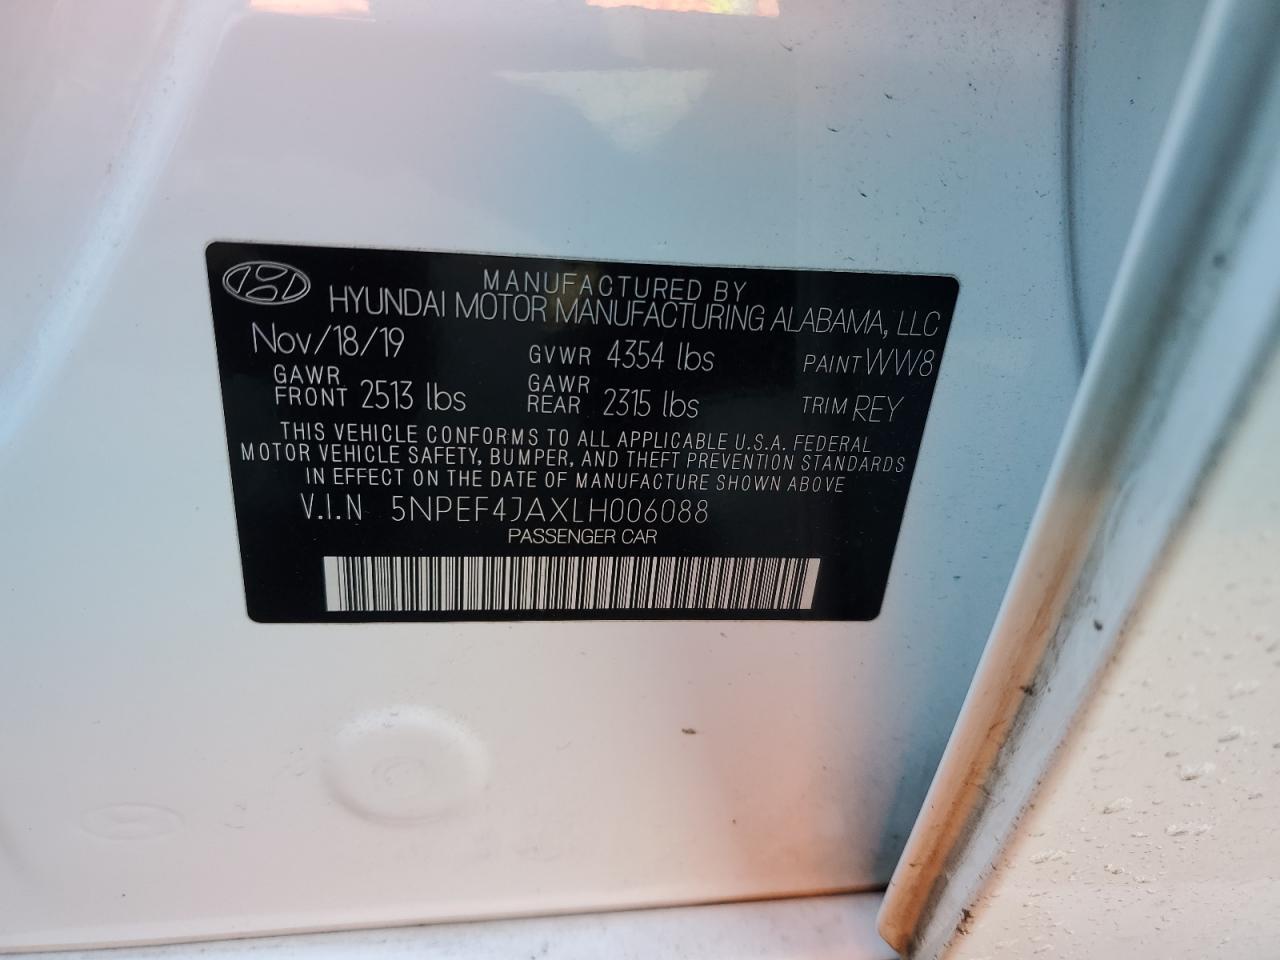 MANUFACTURED BY
HYUNDAI MOTOR MANUFACTURING ALABAMA, LLC
Nov/18/19 GVWR 4354 lbs PAINT WW8
GAWR FRONT 2513 lbs GAWR REAR 2315 lbs TRIM REY
THIS VEHICLE CONFORMS TO ALL APPLICABLE U.S.A. FEDERAL
MOTOR VEHICLE SAFETY, BUMPER, AND THEFT PREVENTION STANDARDS
IN EFFECT ON THE DATE OF MANUFACTURE SHOWN ABOVE
V.I.N 5NPEF4JAXLH006088
PASSENGER CAR